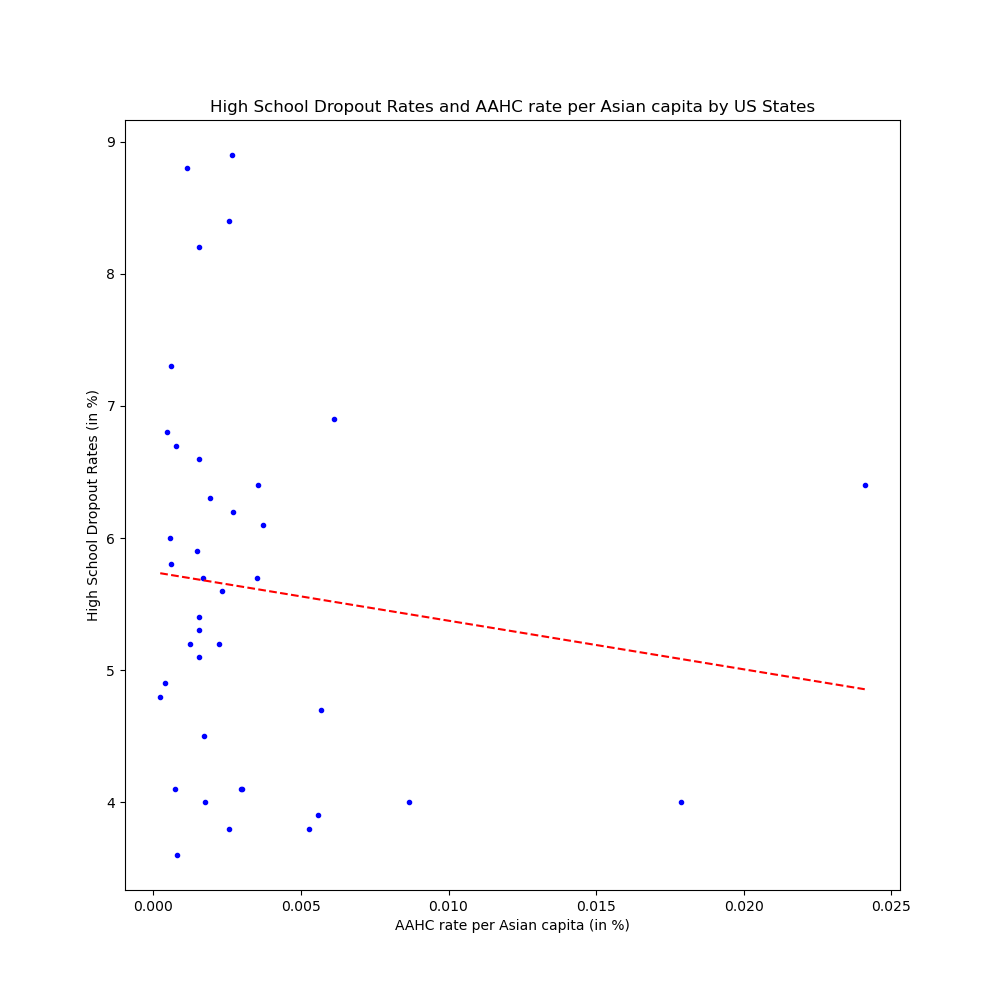 High School Dropout Rates and AAHC rate per Asian capita by US States
High School Dropout Rates (in %)
9
8
7
6
5
4
0.000 0.005 0.010 0.015 0.020 0.025
AAHC rate per Asian capita (in %)